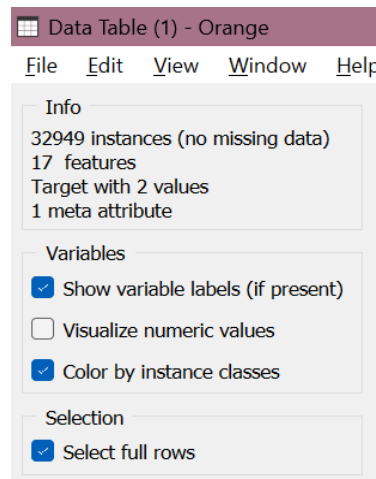 Data Table (1) - Orange
File Edit View Window Help
Info
32949 instances (no missing data)
17 features
Target with 2 values
1 meta attribute
Variables
Show variable labels (if present)
Visualize numeric values
Color by instance classes
Selection
Select full rows